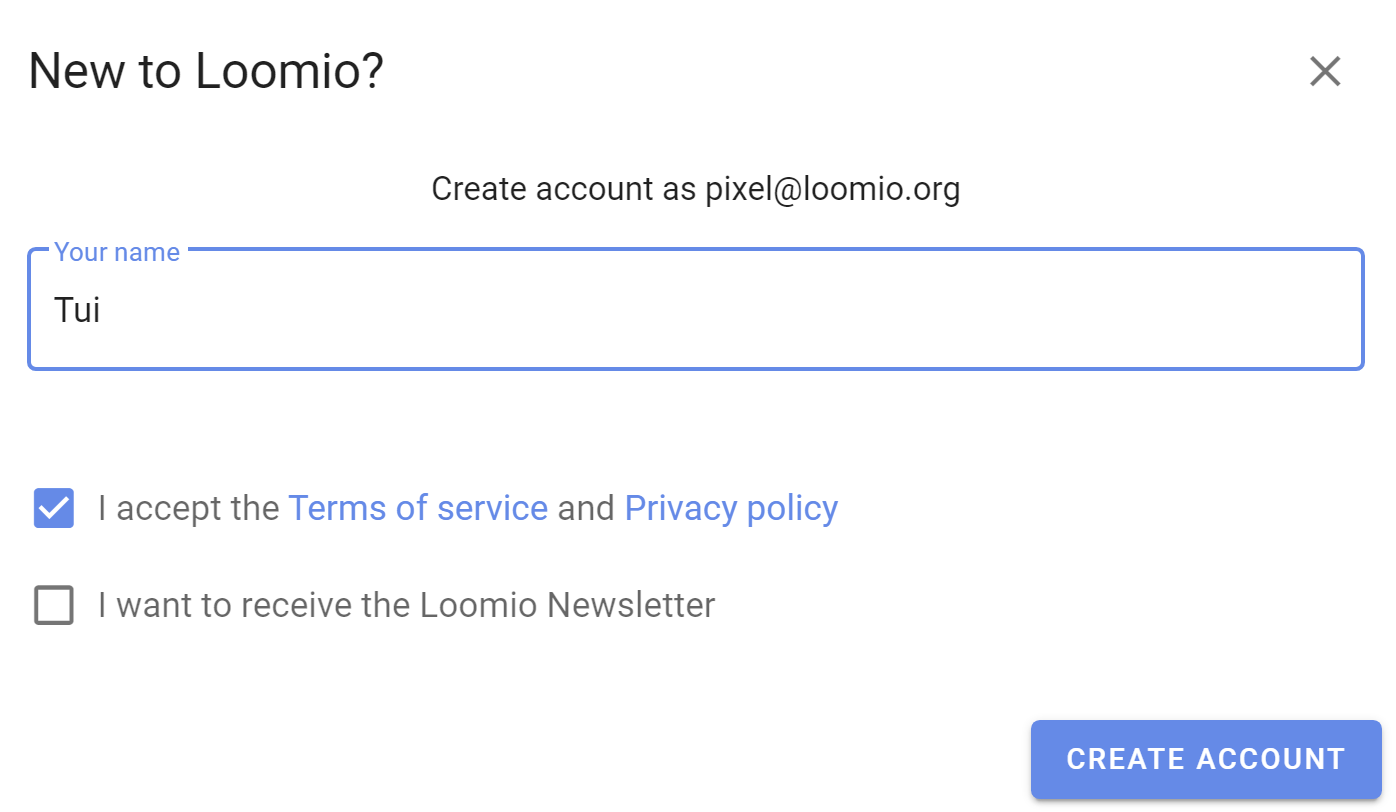 New to Loomio?
Create account as pixel@loomio.org
Your name
Tui
I accept the Terms of service and Privacy policy
I want to receive the Loomio Newsletter
CREATE ACCOUNT